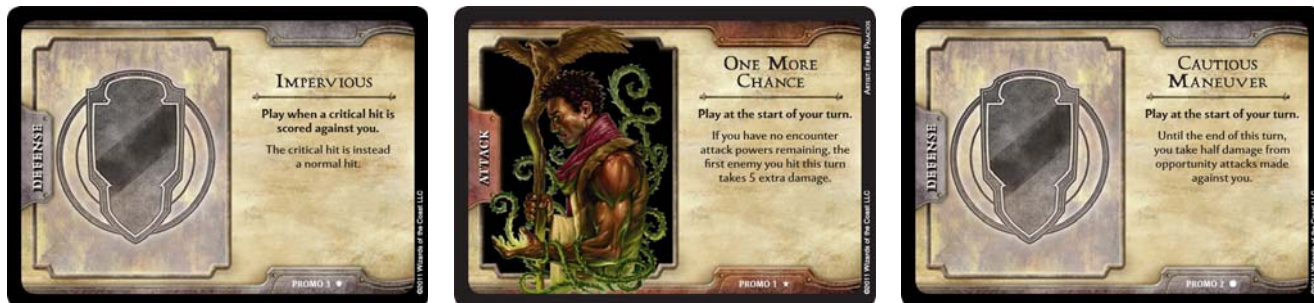 DEFENSE
IMPERVIOUS
Play when a critical hit is
scored against you.
The critical hit is instead
a normal hit.
PROMO 3
©2011 Wizards of the Coast LLC
ATTACK
ONE MORE
CHANCE
Play at the start of your turn.
If you have no encounter
attack powers remaining, the
first enemy you hit this turn
takes 5 extra damage.
PROMO 1 ★
ARTIST: EFREM PALACIOS
©2011 Wizards of the Coast LLC
DEFENSE
CAUTIOUS
MANEUVER
Play at the start of your turn.
Until the end of this turn,
you take half damage from
opportunity attacks made
against you.
PROMO 2 ●